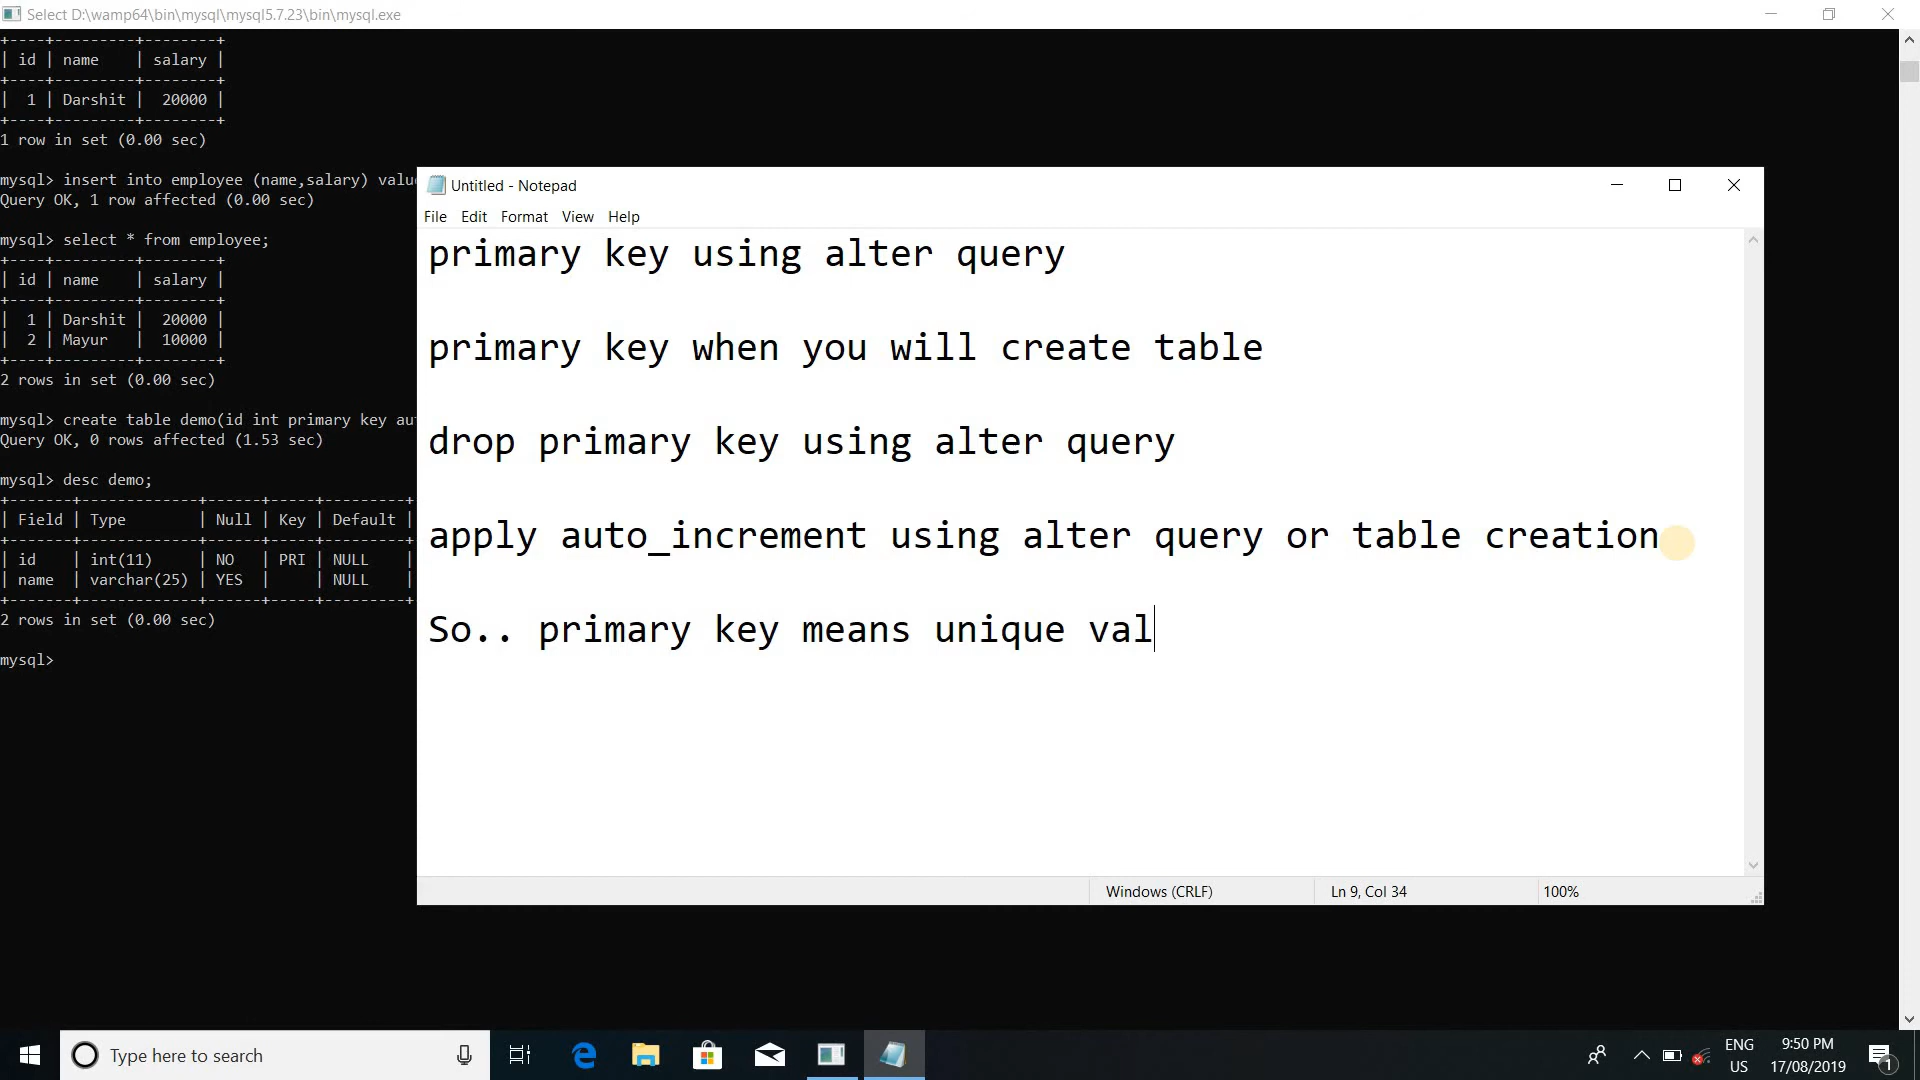 Select D:\wamp64\bin\mysql\mysql5.7.23\bin\mysql.exe
+----+---------+--------+
| id | name    | salary |
+----+---------+--------+
|  1 | Darshit |  20000 |
+----+---------+--------+
1 row in set (0.00 sec)
mysql> insert into employee (name,salary)
Query OK, 1 row affected (0.00 sec)
mysql> select * from employee;
+----+---------+--------+
| id | name    | salary |
+----+---------+--------+
|  1 | Darshit |  20000 |
|  2 | Mayur   |  10000 |
+----+---------+--------+
2 rows in set (0.00 sec)
mysql> create table demo(id int primary key
Query OK, 0 rows affected (1.53 sec)
mysql> desc demo;
+-------+-------------+------+-----+---------+
| Field | Type        | Null | Key | Default |
+-------+-------------+------+-----+---------+
| id    | int(11)     | NO   | PRI | NULL    |
| name  | varchar(25) | YES  |     | NULL    |
+-------+-------------+------+-----+---------+
2 rows in set (0.00 sec)
mysql>
Untitled - Notepad
File Edit Format View Help
primary key using alter query
primary key when you will create table
drop primary key using alter query
apply auto_increment using alter query or table creation
So.. primary key means unique val
Windows (CRLF) Ln 9, Col 34 100%
Type here to search
ENG
US
9:50 PM
17/08/2019
1